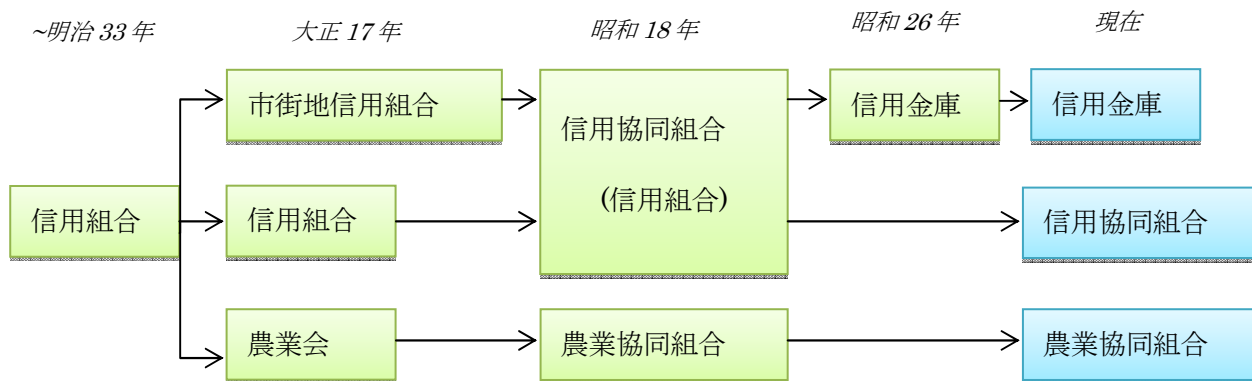 ~明治 33 年
大正 17 年
昭和 18 年
昭和 26 年
現在
市街地信用組合
信用協同組合
(信用組合)
信用金庫
信用金庫
信用組合
信用組合
信用協同組合
農業会
農業協同組合
農業協同組合